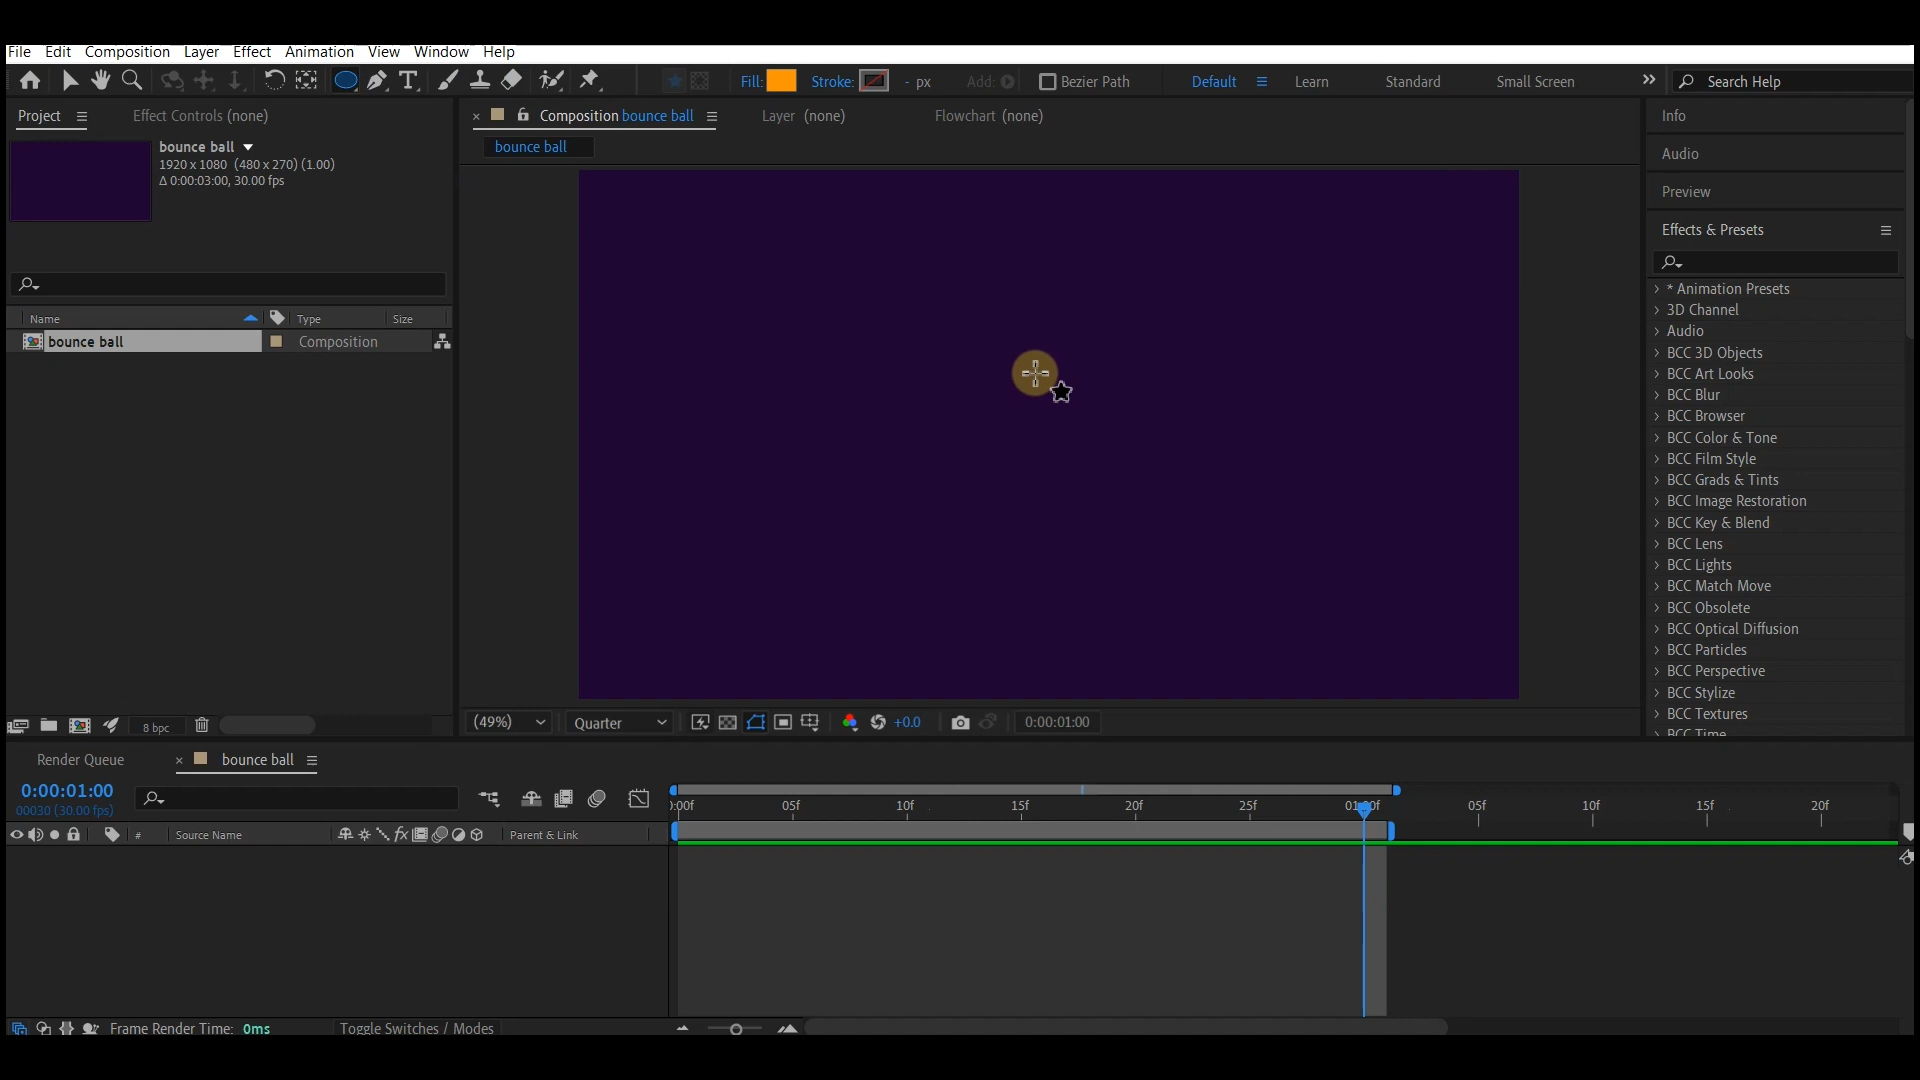 File Edit Composition Layer Effect Animation View Window Help
Fill: Stroke: - px Add: Bezier Path Default Learn Standard Small Screen » Search Help
Project Effect Controls (none)
× Composition bounce ball Layer (none) Flowchart (none)
bounce ball
1920 x 1080 (480 x 270) (1.00)
Δ 0:00:03:00, 30.00 fps
bounce ball
Name Type Size
bounce ball Composition
8 bpc
(49%) Quarter +0.0 0:00:01:00
Info
Audio
Preview
Effects & Presets
* Animation Presets
3D Channel
Audio
BCC 3D Objects
BCC Art Looks
BCC Blur
BCC Browser
BCC Color & Tone
BCC Film Style
BCC Grads & Tints
BCC Image Restoration
BCC Key & Blend
BCC Lens
BCC Lights
BCC Match Move
BCC Obsolete
BCC Optical Diffusion
BCC Particles
BCC Perspective
BCC Stylize
BCC Textures
BCC Time
Render Queue × bounce ball
0:00:01:00
00030 (30.00 fps)
:00f 05f 10f 15f 20f 25f 01:00f 05f 10f 15f 20f
# Source Name fx Parent & Link
Frame Render Time: 0ms Toggle Switches / Modes